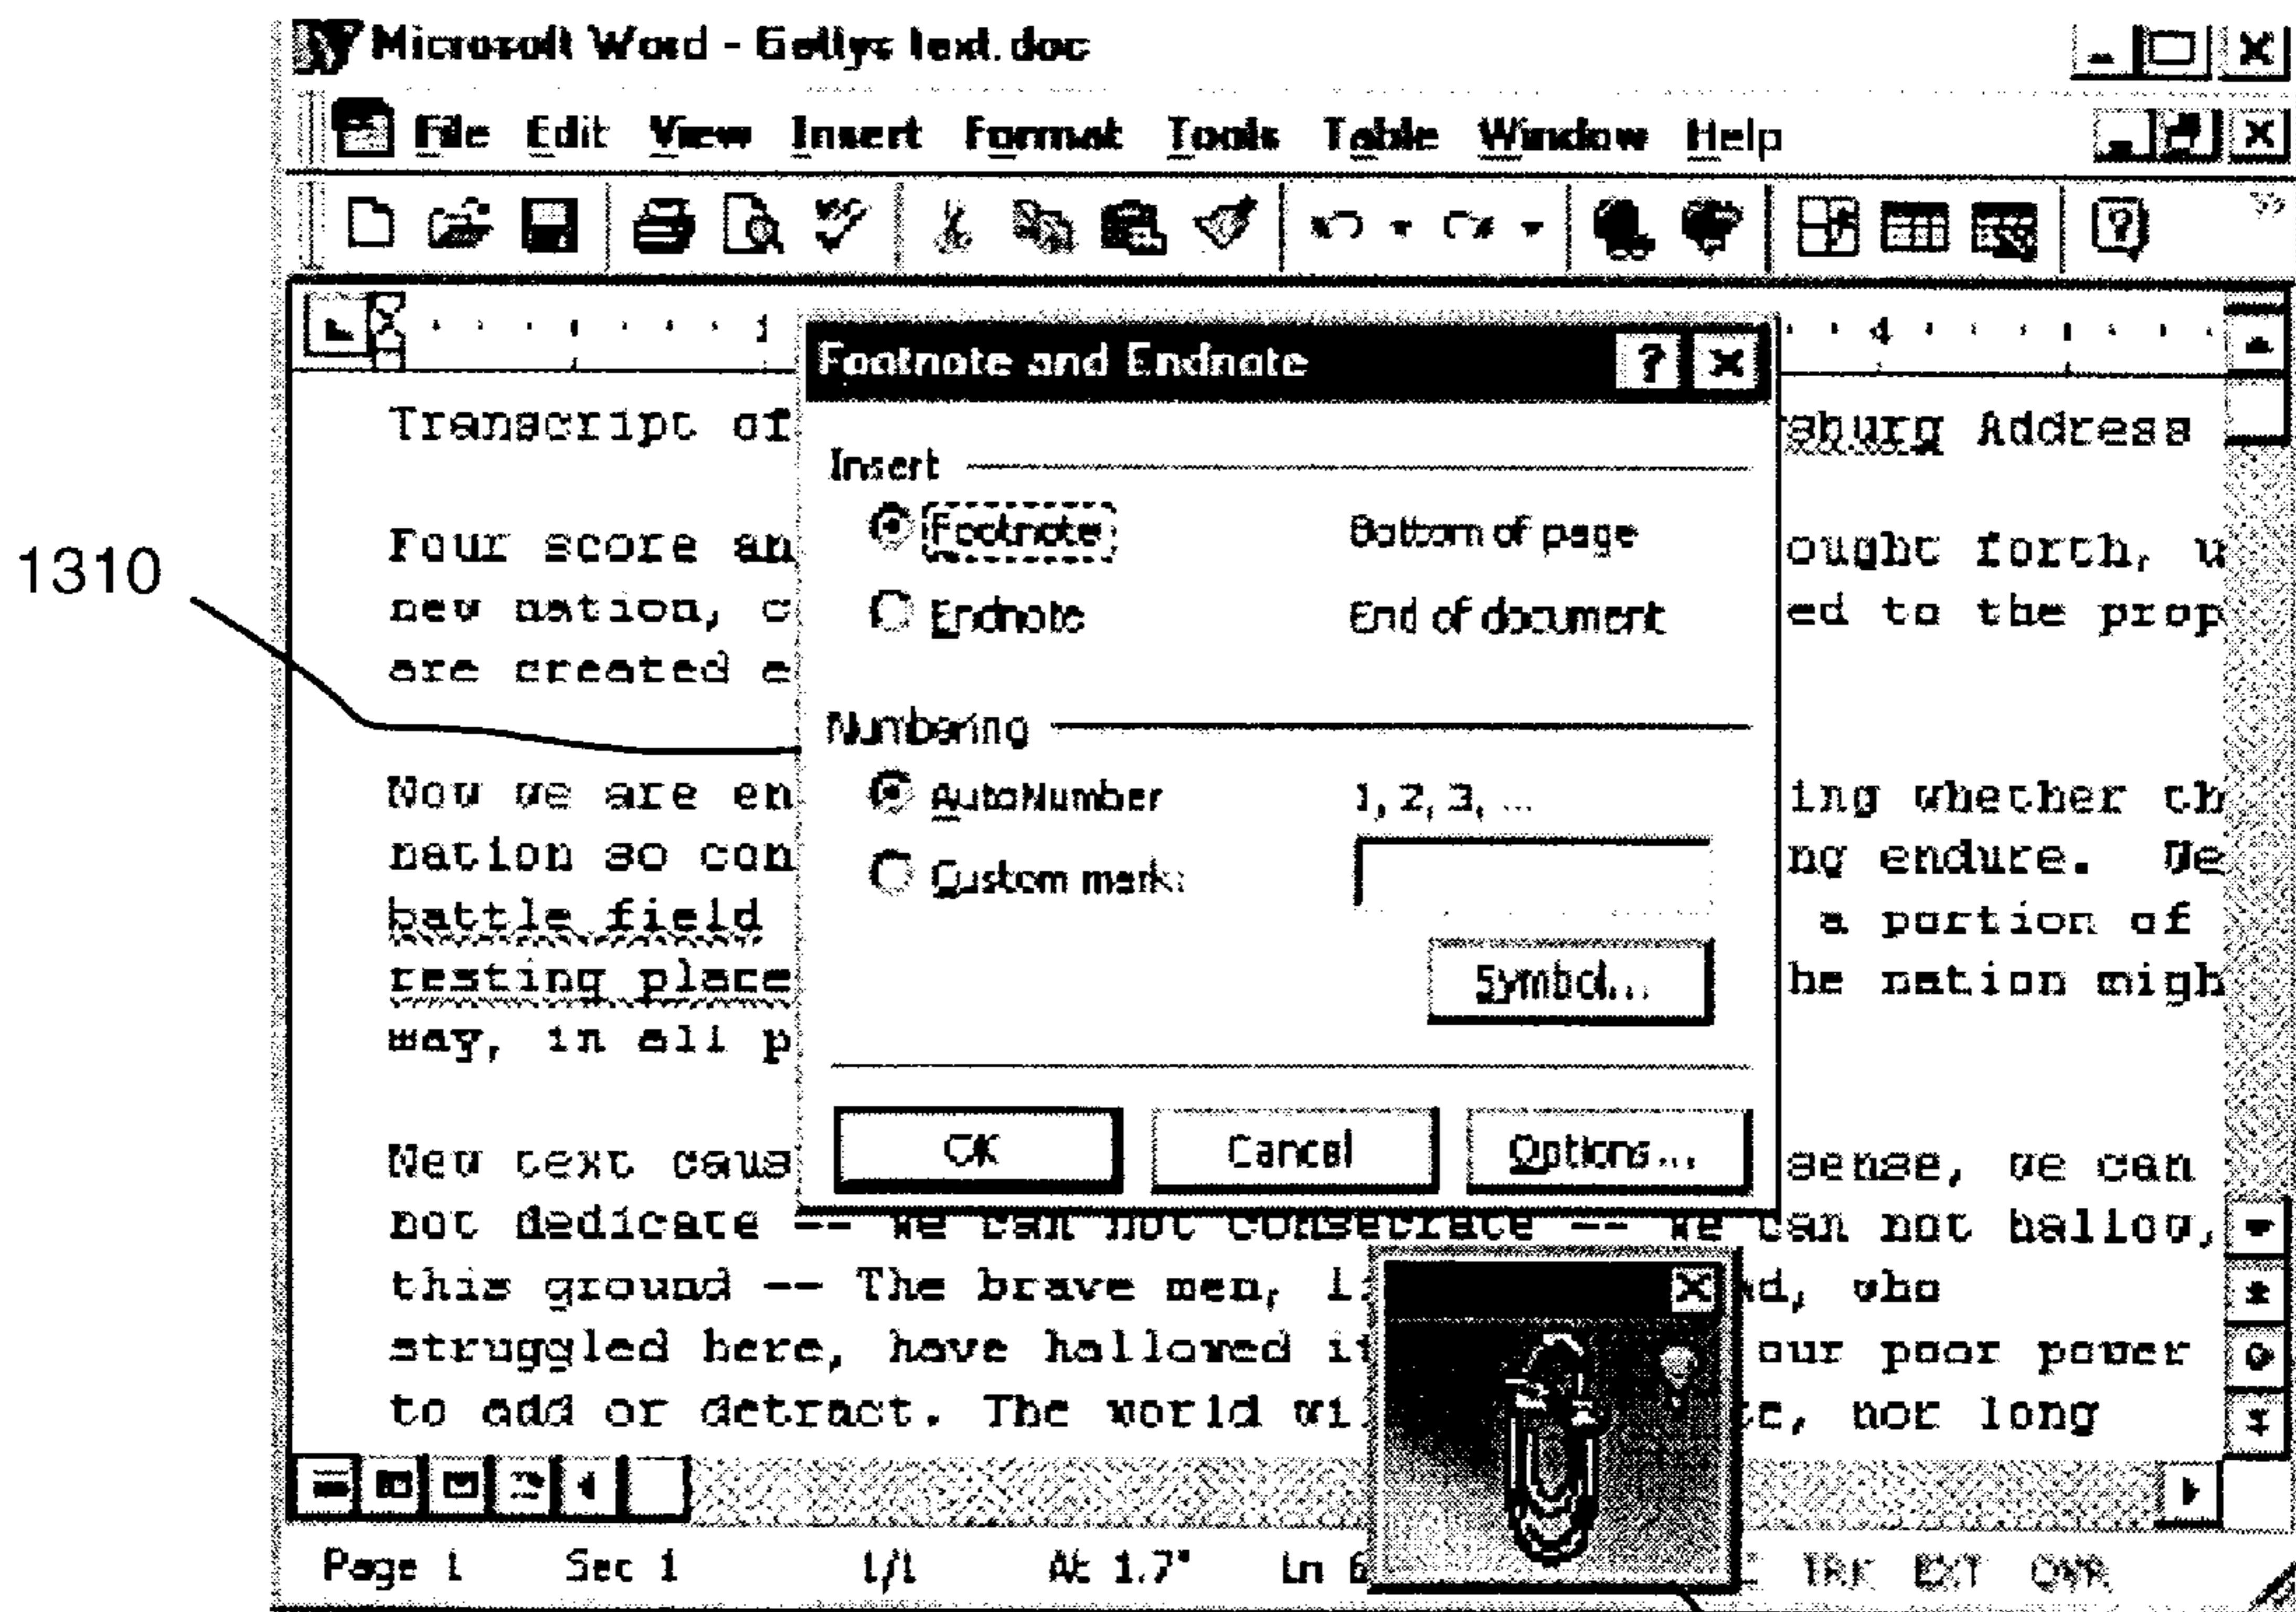 Microsoft Word - Gettys text.doc
File Edit View Insert Format Tools Table Window Help
1 4
Footnote and Endnote
Transcript of sburg Address
Insert
Footnote Bottom of page
Four score an ought forth, u
1310
Endnote End of document
new nation, c ed to the prop
are created e
Numbering
AutoNumber 1, 2, 3, ...
Now we are en ing whether th
nation so con ng endure. We
Custom mark:
battle field a portion of
resting place he nation migh
Symbol...
way, in all p
OK Cancel Options...
New text caus sense, we can
not dedicate -- we can not consecrate -- we can not hallow,
this ground -- The brave men, li d, who
struggled here, have hallowed it our poor power
to add or detract. The world wi te, nor long
Page 1 Sec 1 1/1 At 1.7" Ln 6 TRK EXT OVR